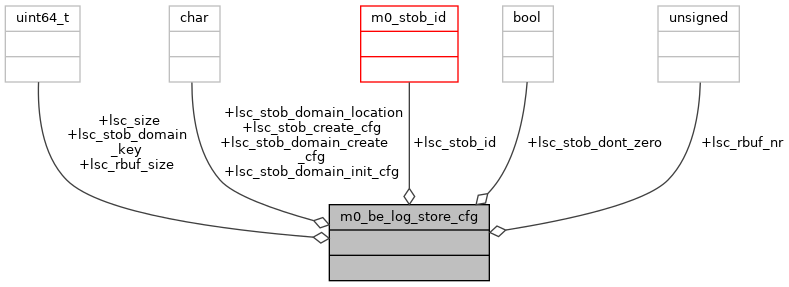 uint64_t
char
m0_stob_id
bool
unsigned
+lsc_size
+lsc_stob_domain
_key
+lsc_rbuf_size
+lsc_stob_domain_location
+lsc_stob_create_cfg
+lsc_stob_domain_create
_cfg
+lsc_stob_domain_init_cfg
+lsc_stob_id
+lsc_stob_dont_zero
+lsc_rbuf_nr
m0_be_log_store_cfg